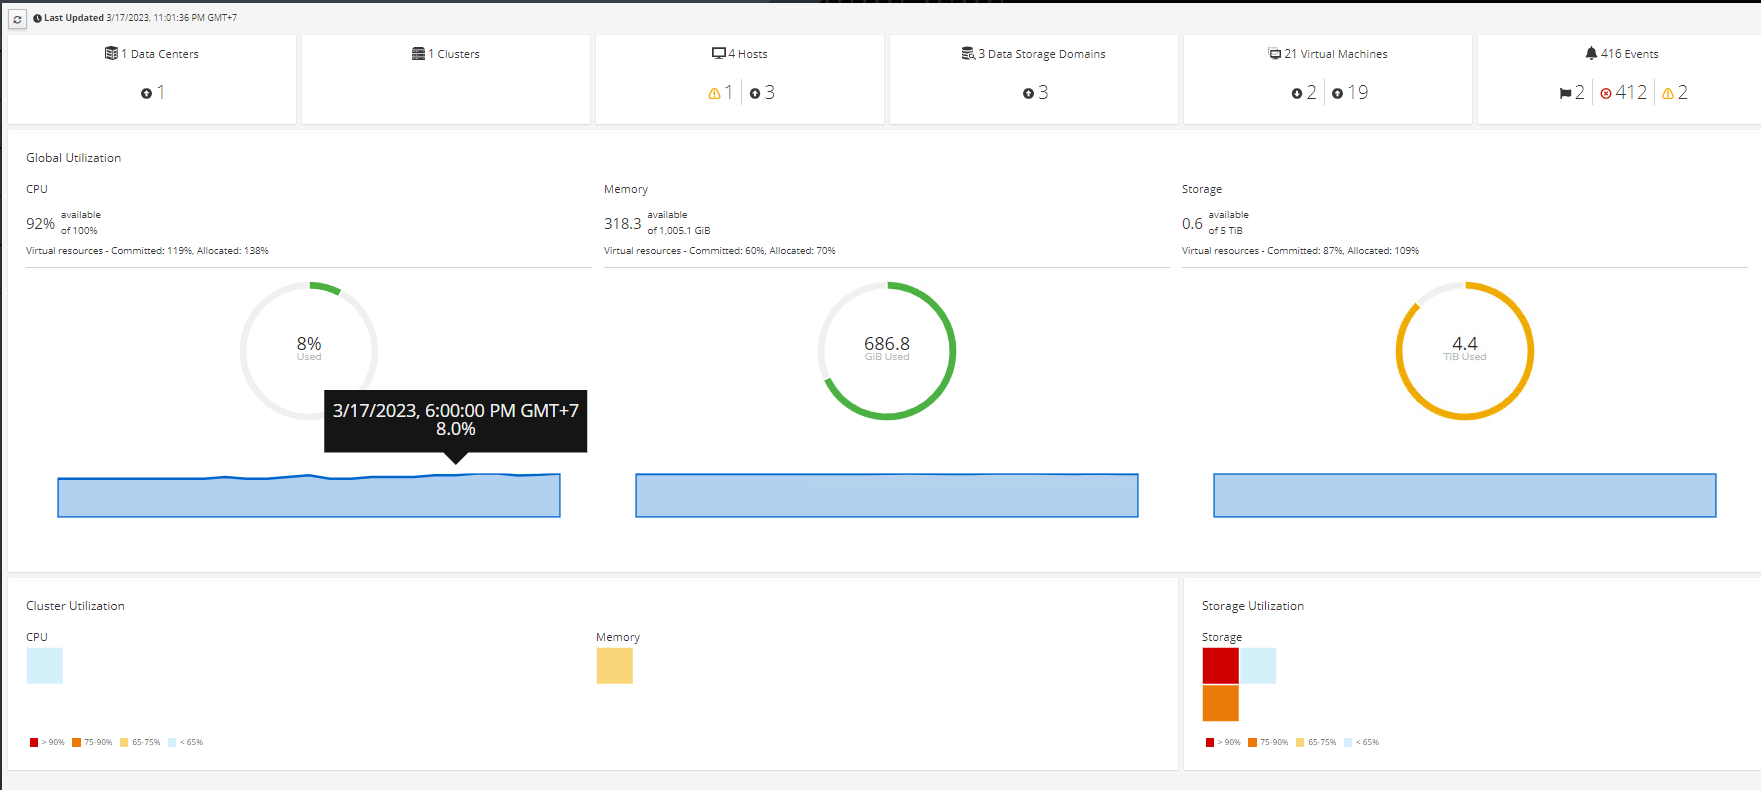 Last Updated 3/17/2023, 11:01:36 PM GMT+7
1 Data Centers
1
1 Clusters
4 Hosts
1 3
3 Data Storage Domains
3
21 Virtual Machines
2 19
416 Events
2 412 2
Global Utilization
CPU
92% available
of 100%
Virtual resources - Committed: 119%, Allocated: 138%
8%
Used
3/17/2023, 6:00:00 PM GMT+7
8.0%
Memory
318.3 available
of 1,005.1 GiB
Virtual resources - Committed: 60%, Allocated: 70%
686.8
GiB Used
Storage
0.6 available
of 5 TiB
Virtual resources - Committed: 87%, Allocated: 109%
4.4
TiB Used
Cluster Utilization
CPU
Memory
> 90% 75-90% 65-75% < 65%
Storage Utilization
Storage
> 90% 75-90% 65-75% < 65%